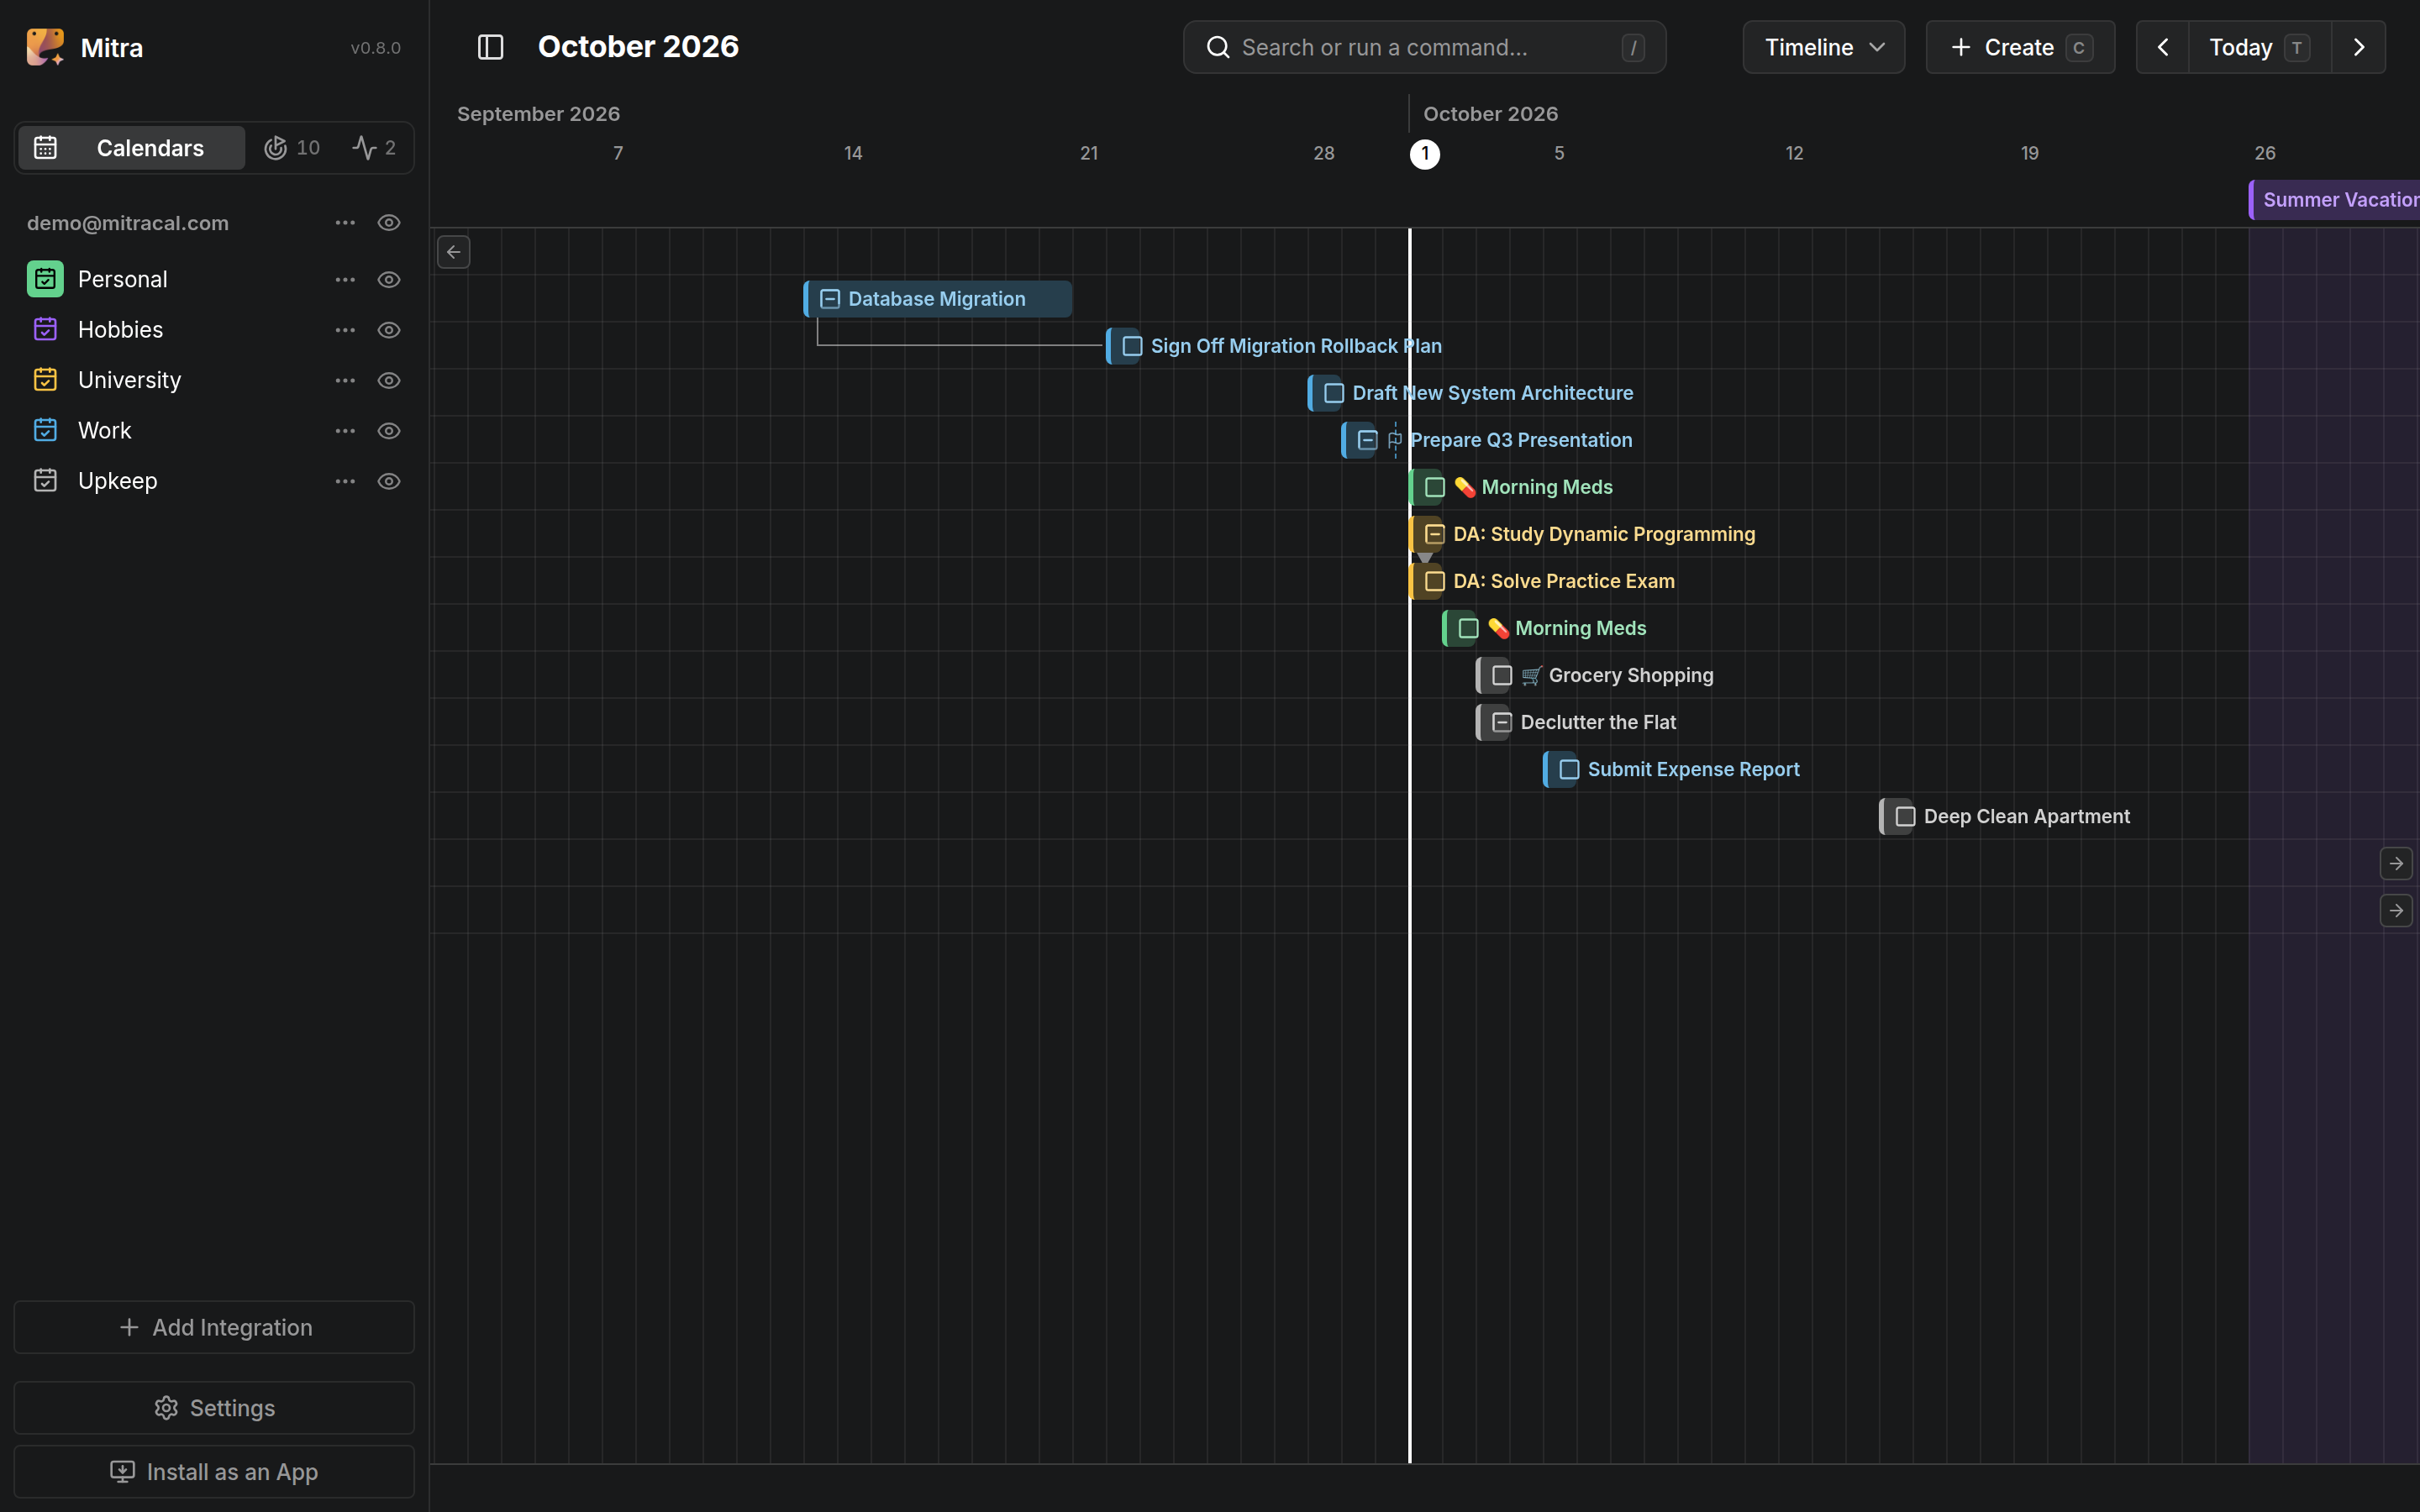 Mitra
v0.8.0
October 2026
Search or run a command...
/
Timeline
Create
C
Today
T
Calendars
10
2
September 2026
October 2026
7
14
21
28
1
5
12
19
26
Summer Vacation
demo@mitracal.com
Personal
Hobbies
University
Work
Upkeep
Database Migration
Sign Off Migration Rollback Plan
Draft New System Architecture
Prepare Q3 Presentation
💊 Morning Meds
DA: Study Dynamic Programming
DA: Solve Practice Exam
💊 Morning Meds
🛒 Grocery Shopping
Declutter the Flat
Submit Expense Report
Deep Clean Apartment
Add Integration
Settings
Install as an App